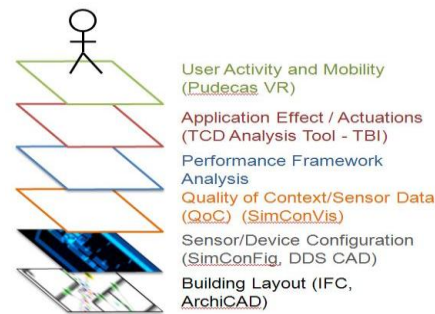 User Activity and Mobility
(Pudecas VR)
Application Effect / Actuations
(TCD Analysis Tool - TBI)
Performance Framework
Analysis
Quality of Context/Sensor Data
(QoC) (SimConVis)
Sensor/Device Configuration
(SimConFig, DDS CAD)
Building Layout (IFC,
ArchiCAD)